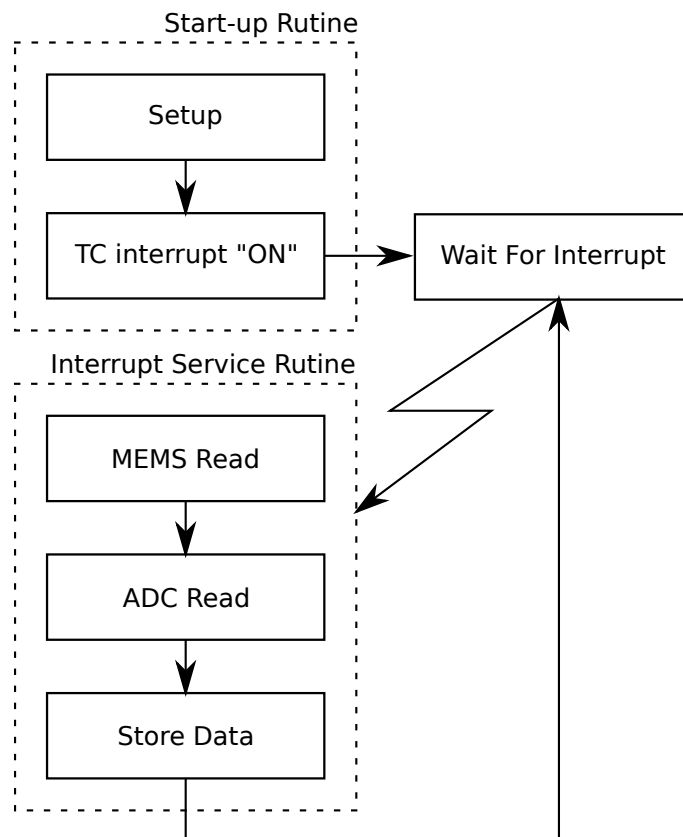 Start-up Rutine
Setup
TC interrupt "ON"
Wait For Interrupt
Interrupt Service Rutine
MEMS Read
ADC Read
Store Data